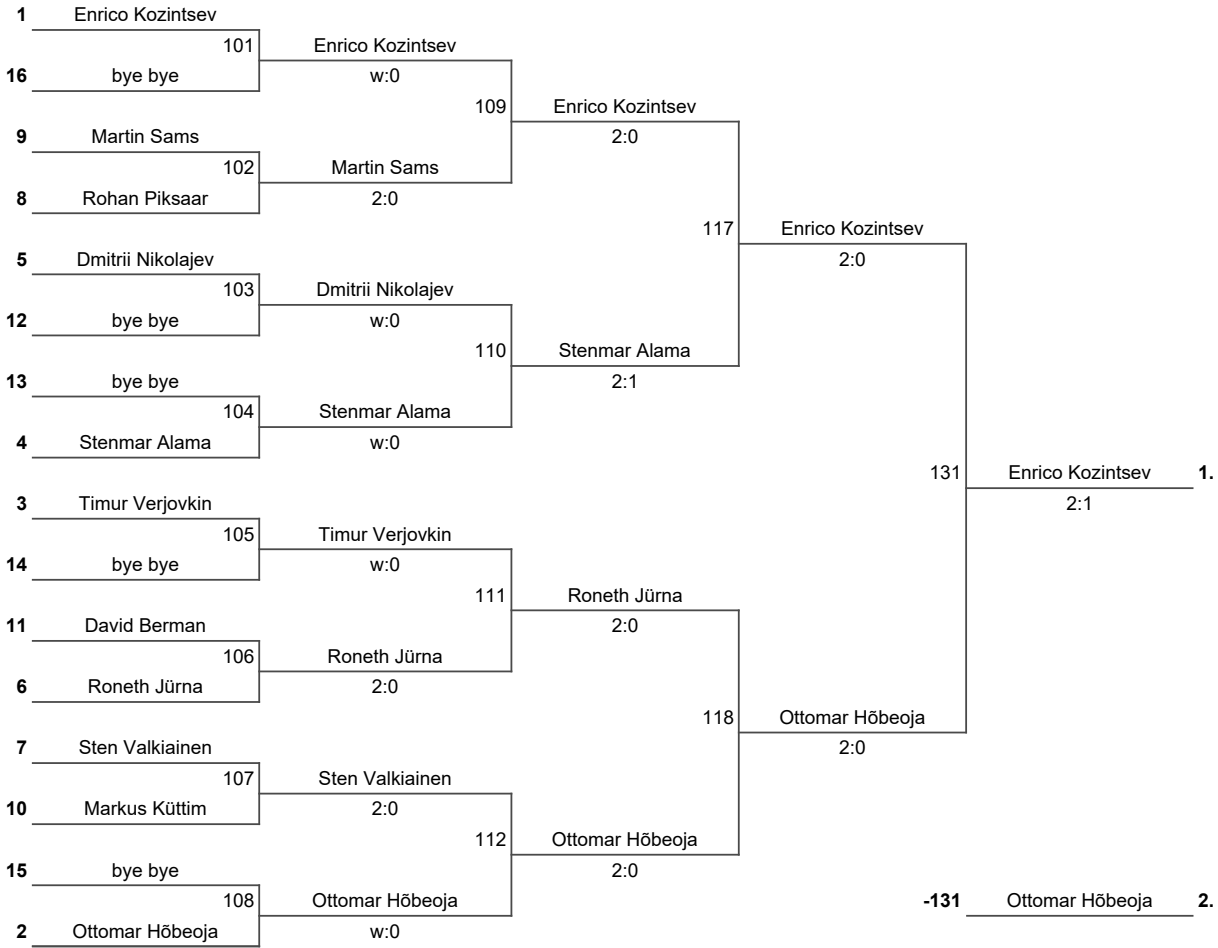 1 Enrico Kozintsev
101 Enrico Kozintsev
16 bye bye w:0
109 Enrico Kozintsev
9 Martin Sams 2:0
102 Martin Sams
8 Rohan Piksaar 2:0
117 Enrico Kozintsev
5 Dmitrii Nikolajev 2:0
103 Dmitrii Nikolajev
12 bye bye w:0
110 Stenmar Alama
13 bye bye 2:1
104 Stenmar Alama
4 Stenmar Alama w:0
131 Enrico Kozintsev 1.
3 Timur Verjovkin 2:1
105 Timur Verjovkin
14 bye bye w:0
111 Roneth Jürna
11 David Berman 2:0
106 Roneth Jürna
6 Roneth Jürna 2:0
118 Ottomar Hõbeoja
7 Sten Valkiainen 2:0
107 Sten Valkiainen
10 Markus Küttim 2:0
112 Ottomar Hõbeoja
15 bye bye 2:0
108 Ottomar Hõbeoja -131 Ottomar Hõbeoja 2.
2 Ottomar Hõbeoja w:0